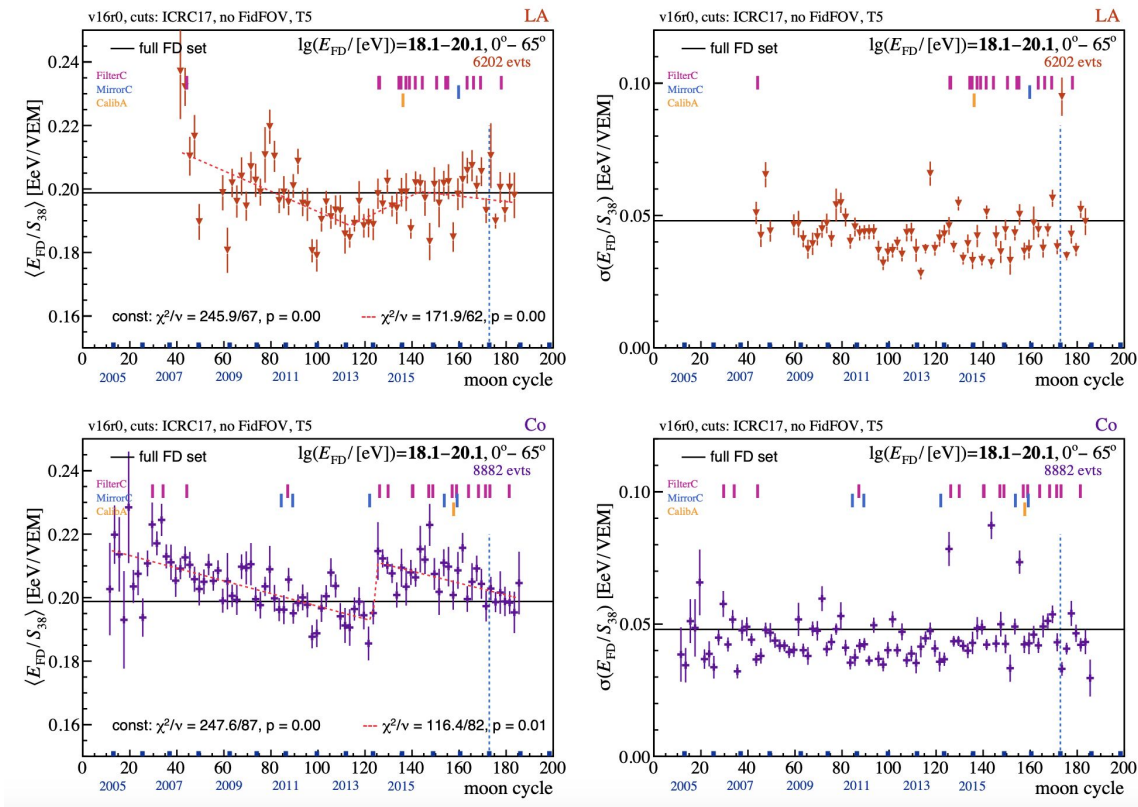 v16r0, cuts: ICRC17, no FidFOV, T5 LA
full FD set lg(E_FD/[eV])=18.1−20.1, 0°− 65°
6202 evts
0.24
FilterC
MirrorC
CalibA
0.22
0.20
0.18
0.16
⟨E_FD/S_38⟩ [EeV/VEM]
const: χ²/ν = 245.9/67, p = 0.00 --- χ²/ν = 171.9/62, p = 0.00
0 20 40 60 80 100 120 140 160 180 200
2005 2007 2009 2011 2013 2015
moon cycle
v16r0, cuts: ICRC17, no FidFOV, T5 LA
full FD set lg(E_FD/[eV])=18.1−20.1, 0°− 65°
6202 evts
0.10
FilterC
MirrorC
CalibA
0.05
0.00
σ(E_FD/S_38) [EeV/VEM]
0 20 40 60 80 100 120 140 160 180 200
2005 2007 2009 2011 2013 2015
moon cycle
v16r0, cuts: ICRC17, no FidFOV, T5 Co
full FD set lg(E_FD/[eV])=18.1−20.1, 0°− 65°
8882 evts
0.24
FilterC
MirrorC
CalibA
0.22
0.20
0.18
0.16
⟨E_FD/S_38⟩ [EeV/VEM]
const: χ²/ν = 247.6/87, p = 0.00 --- χ²/ν = 116.4/82, p = 0.01
0 20 40 60 80 100 120 140 160 180 200
2005 2007 2009 2011 2013 2015
moon cycle
v16r0, cuts: ICRC17, no FidFOV, T5 Co
full FD set lg(E_FD/[eV])=18.1−20.1, 0°− 65°
8882 evts
0.10
FilterC
MirrorC
CalibA
0.05
0.00
σ(E_FD/S_38) [EeV/VEM]
0 20 40 60 80 100 120 140 160 180 200
2005 2007 2009 2011 2013 2015
moon cycle